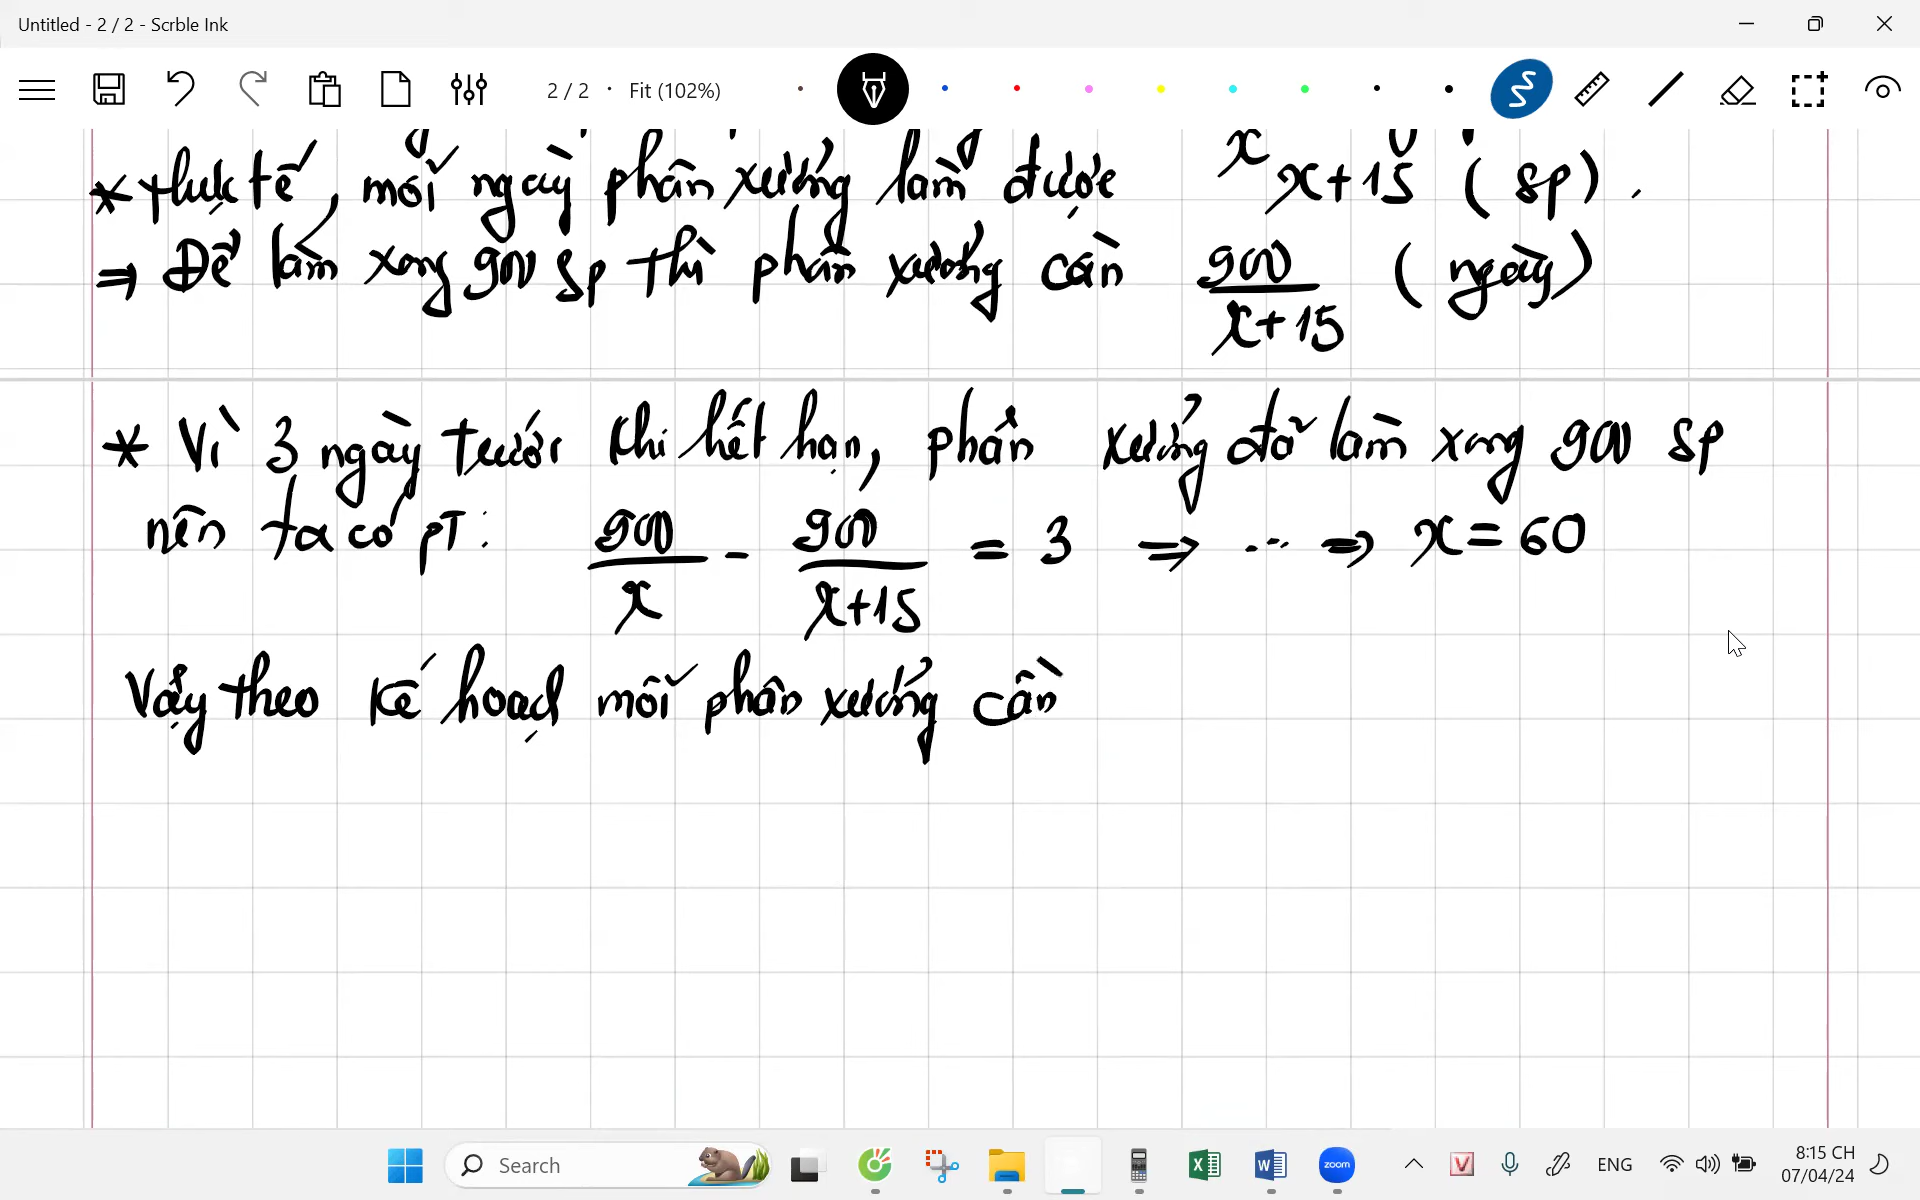 Untitled - 2 / 2 - Scrble Ink
2 / 2 · Fit (102%)
x
* Thực tế, mỗi ngày phân xưởng làm được x+15 (sp).
⇒ Để làm xong 900 sp thì phân xưởng cần 900/(x+15) (ngày)
* Vì 3 ngày trước khi hết hạn, phân xưởng đã làm xong 900 sp
nên ta có pT: 900/x - 900/(x+15) = 3 ⇒ ... ⇒ x = 60
Vậy theo kế hoạch mỗi phân xưởng cần
Search
zoom
ENG
8:15 CH
07/04/24